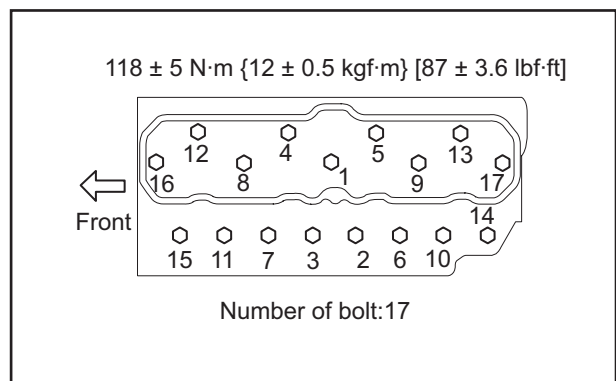 118 ± 5 N·m {12 ± 0.5 kgf·m} [87 ± 3.6 lbf·ft]
12 4 5 13
16 8 1 9 17
Front
14
15 11 7 3 2 6 10
Number of bolt:17